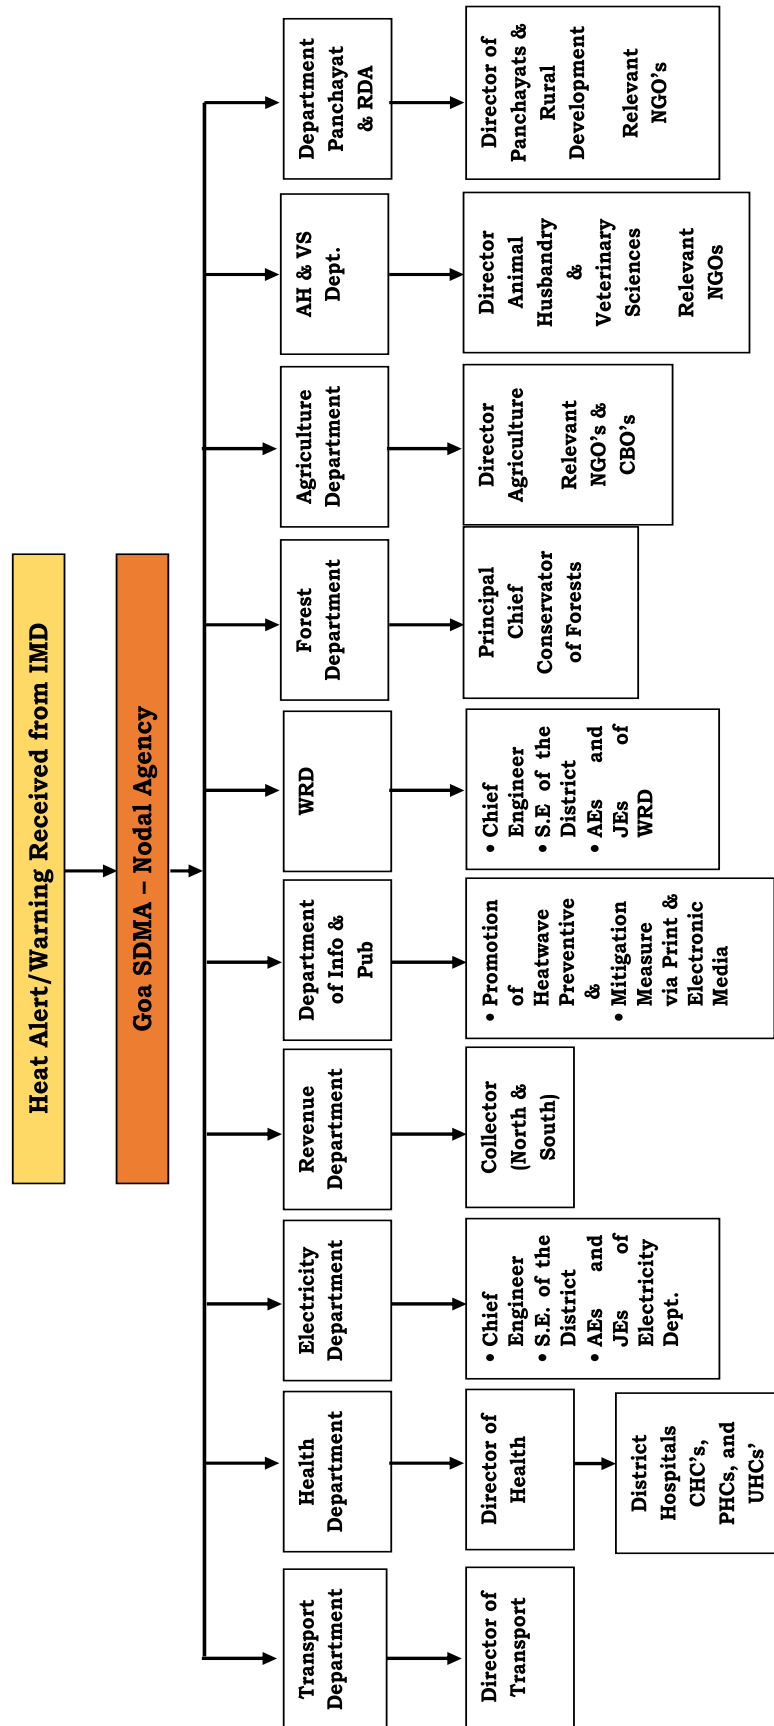 Heat Alert/Warning Received from IMD
Goa SDMA – Nodal Agency
Transport
Department
Health
Department
Electricity
Department
Revenue
Department
Department
of Info &
Pub
WRD
Forest
Department
Agriculture
Department
AH & VS
Dept.
Department
Panchayat
& RDA
Director of
Transport
Director of
Health
• Chief
Engineer
• S.E. of the
District
• AEs and
JEs of
Electricity
Dept.
Collector
(North &
South)
• Promotion
of Heatwave
Preventive
&
• Mitigation
Measure
via Print &
Electronic
Media
• Chief
Engineer
• S.E of the
District
• AEs and
JEs of
WRD
Principal
Chief
Conservator
of Forests
Director
Agriculture
Relevant
NGO’s &
CBO’s
Director
Animal
Husbandry
&
Veterinary
Sciences
Relevant
NGOs
Director of
Panchayats &
Rural
Development
Relevant
NGO’s
District
Hospitals
CHC’s,
PHCs, and
UHCs’